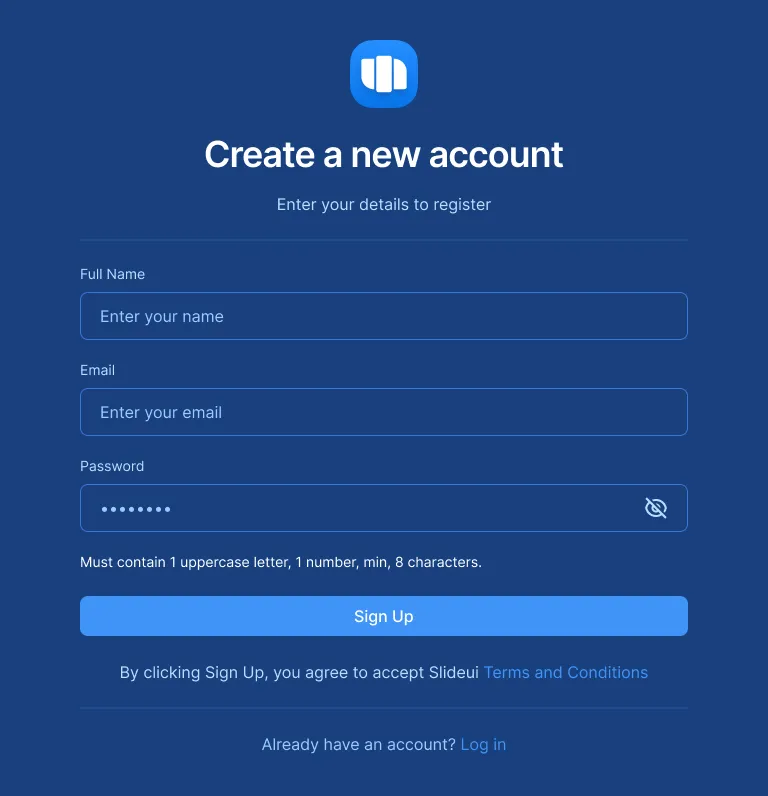 Create a new account
Enter your details to register
Full Name
Enter your name
Email
Enter your email
Password
••••••••
Must contain 1 uppercase letter, 1 number, min, 8 characters.
Sign Up
By clicking Sign Up, you agree to accept Slideui Terms and Conditions
Already have an account? Log in